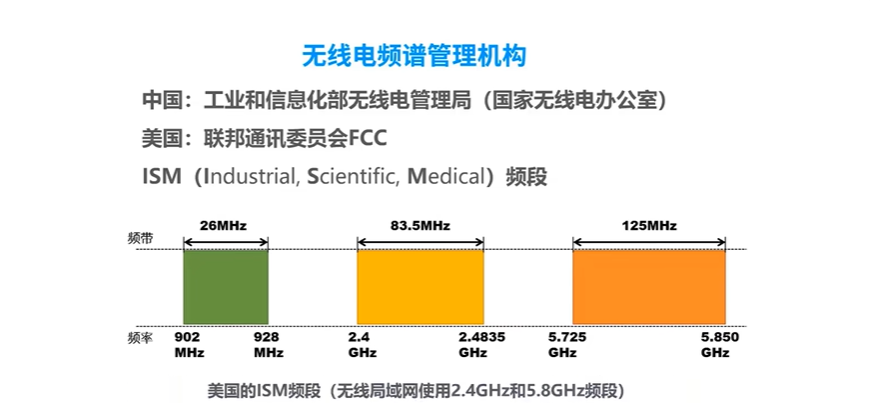 无线电频谱管理机构
中国：工业和信息化部无线电管理局（国家无线电办公室）
美国：联邦通讯委员会FCC
ISM（Industrial, Scientific, Medical）频段
26MHz 83.5MHz 125MHz
频带
频率 902 MHz 928 MHz 2.4 GHz 2.4835 GHz 5.725 GHz 5.850 GHz
美国的ISM频段（无线局域网使用2.4GHz和5.8GHz频段）